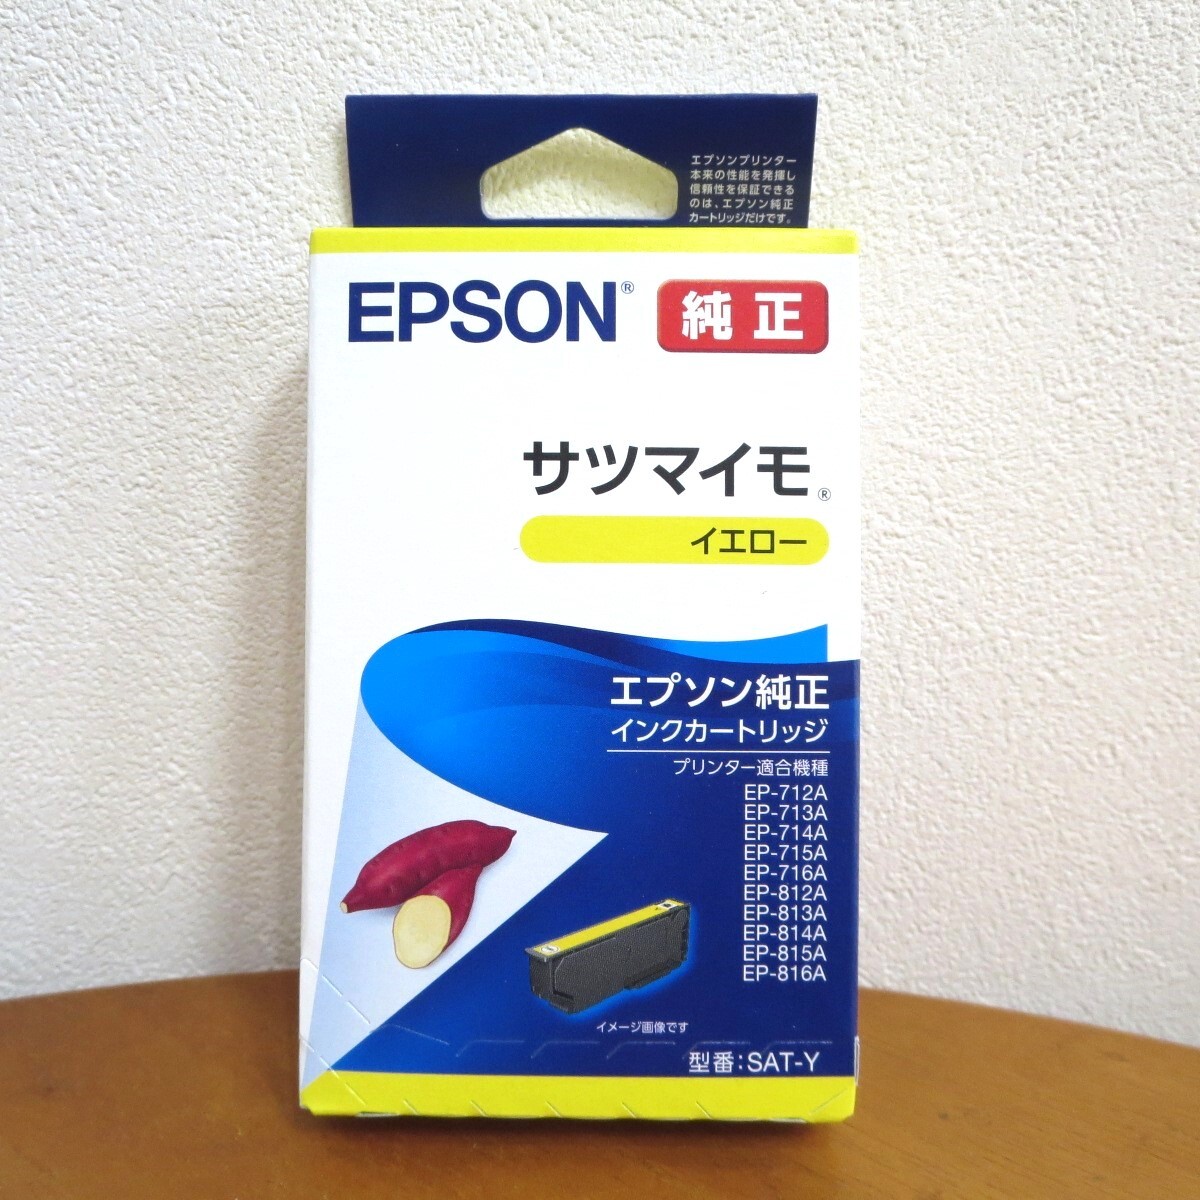 エプソンプリンター
本来の性能を発揮し
信頼性を保証できる
のは、エプソン純正
カートリッジだけです。
EPSON® 純正
サツマイモ®
イエロー
エプソン純正
インクカートリッジ
プリンター適合機種
EP-712A
EP-713A
EP-714A
EP-715A
EP-716A
EP-812A
EP-813A
EP-814A
EP-815A
EP-816A
イメージ画像です
型番：SAT-Y